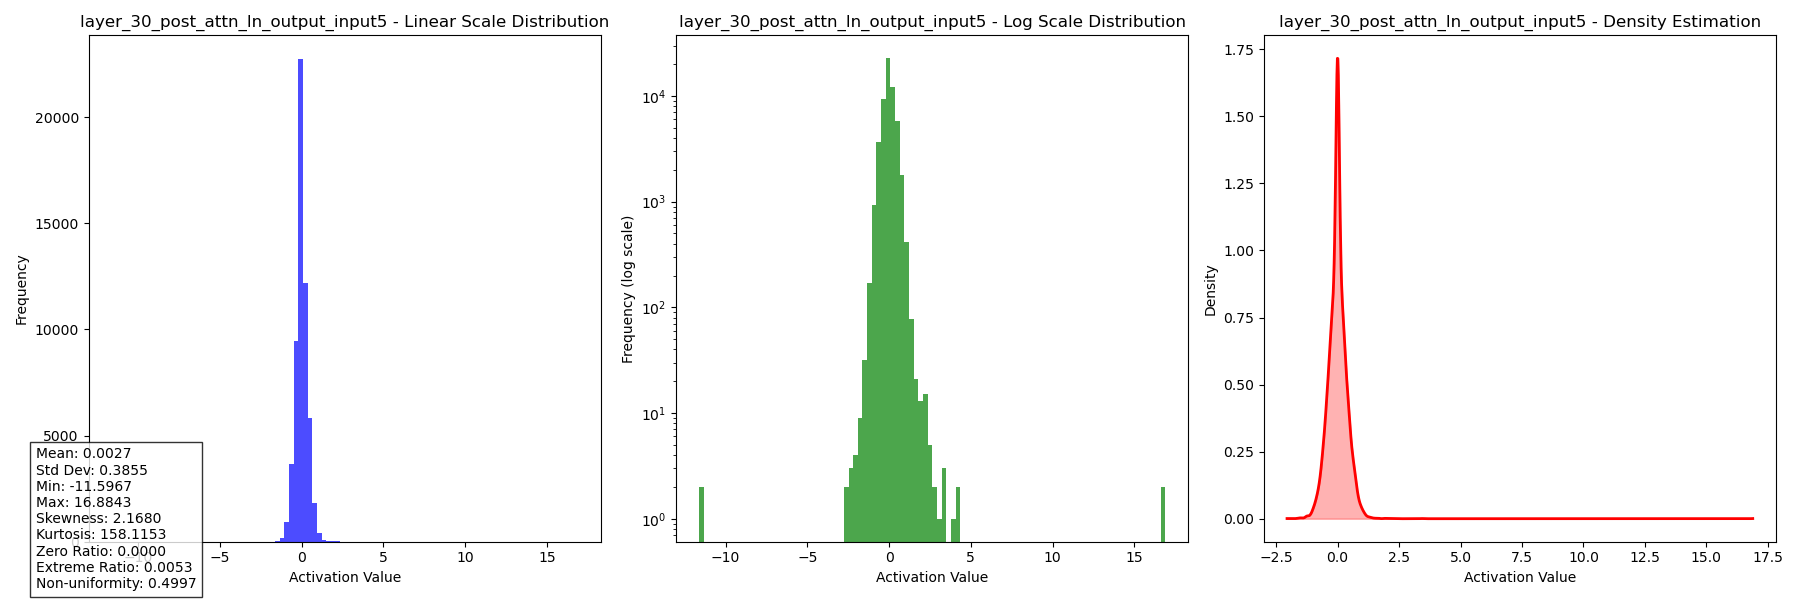 layer_30_post_attn_ln_output_input5 - Linear Scale Distribution
Frequency
20000
15000
10000
5000
0
-10
-5
0
5
10
15
Activation Value
Mean: 0.0027
Std Dev: 0.3855
Min: -11.5967
Max: 16.8843
Skewness: 2.1680
Kurtosis: 158.1153
Zero Ratio: 0.0000
Extreme Ratio: 0.0053
Non-uniformity: 0.4997
layer_30_post_attn_ln_output_input5 - Log Scale Distribution
Frequency (log scale)
10⁴
10³
10²
10¹
10⁰
−10
−5
0
5
10
15
Activation Value
layer_30_post_attn_ln_output_input5 - Density Estimation
Density
1.75
1.50
1.25
1.00
0.75
0.50
0.25
0.00
−2.5
0.0
2.5
5.0
7.5
10.0
12.5
15.0
17.5
Activation Value